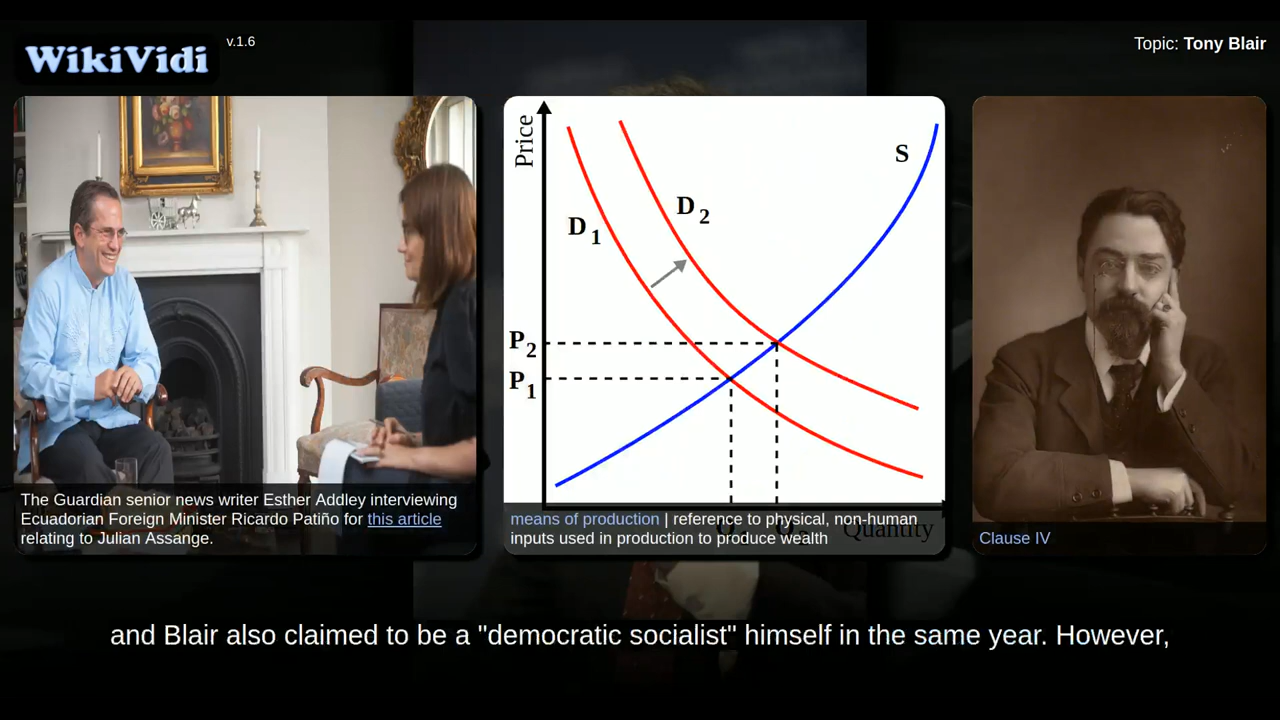 WikiVidi
v.1.6
Topic: Tony Blair
The Guardian senior news writer Esther Addley interviewing
Ecuadorian Foreign Minister Ricardo Patiño for this article
relating to Julian Assange.
Price
S
D 2
D 1
P2
P1
Quantity
means of production | reference to physical, non-human
inputs used in production to produce wealth
Clause IV
and Blair also claimed to be a "democratic socialist" himself in the same year. However,